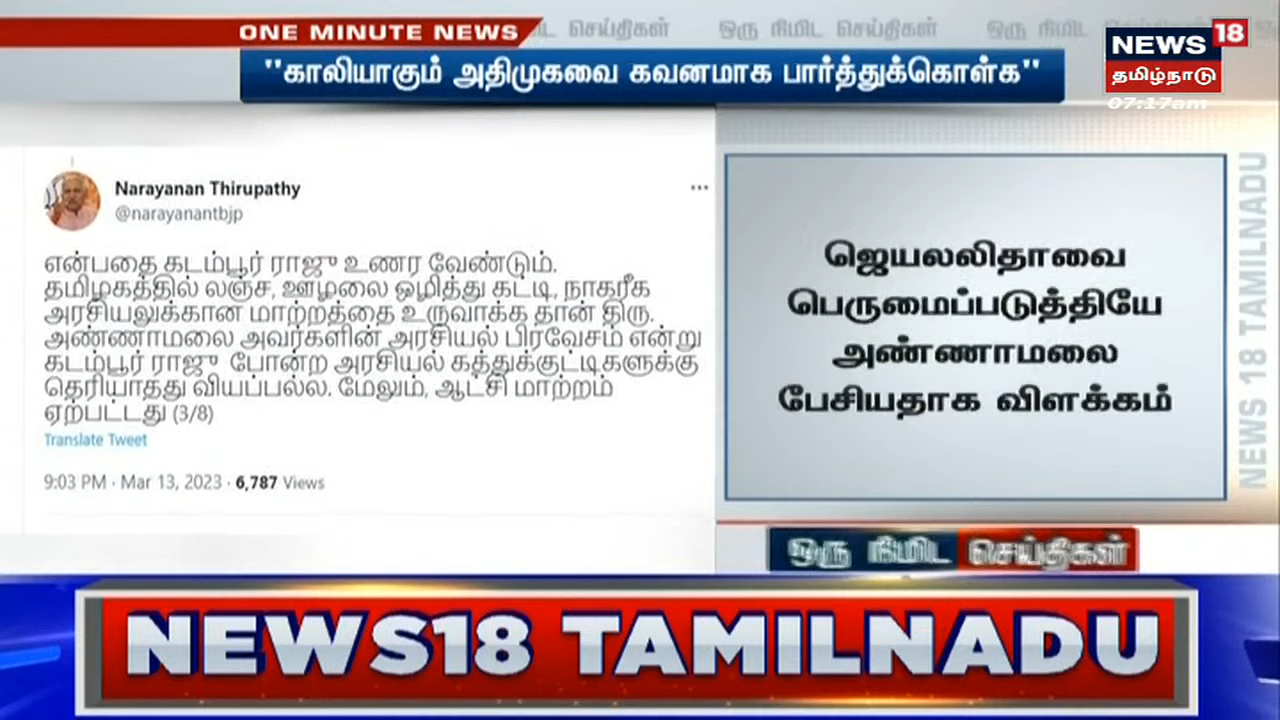 ONE MINUTE NEWS
செய்திகள் ஒரு நிமிட செய்திகள் ஒரு நிமிட
NEWS 18
தமிழ்நாடு
07:17am
"காலியாகும் அதிமுகவை கவனமாக பார்த்துக்கொள்க"
Narayanan Thirupathy
@narayanantbjp
என்பதை கடம்பூர் ராஜு உணர வேண்டும்.
தமிழகத்தில் லஞ்ச, ஊழலை ஒழித்து கட்டி, நாகரீக
அரசியலுக்கான மாற்றத்தை உருவாக்க தான் திரு.
அண்ணாமலை அவர்களின் அரசியல் பிரவேசம் என்று
கடம்பூர் ராஜு போன்ற அரசியல் கத்துக்குட்டிகளுக்கு
தெரியாதது வியப்பல்ல. மேலும், ஆட்சி மாற்றம்
ஏற்பட்டது (3/8)
Translate Tweet
9:03 PM · Mar 13, 2023 · 6,787 Views
ஜெயலலிதாவை
பெருமைப்படுத்தியே
அண்ணாமலை
பேசியதாக விளக்கம்
NEWS 18 TAMILNADU
ஒரு நிமிட செய்திகள்
NEWS18 TAMILNADU